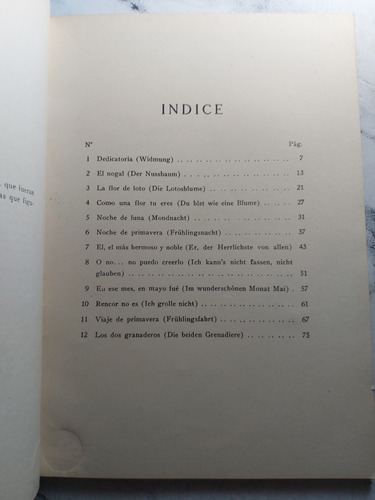 que fueran
as que figu-
INDICE
Nº Pág.
1 Dedicatoria (Widmung) .. .. .. .. .. .. .. .. .. .. 7
2 El nogal (Der Nussbaum) .. .. .. .. .. .. .. .. .. 13
3 La flor de loto (Die Lotosblume) .. .. .. .. .. .. .. 21
4 Como una flor tu eres (Du bist wie eine Blume) .. .. 27
5 Noche de luna (Mondnacht) .. .. .. .. .. .. .. .. 31
6 Noche de primavera (Frühlingsnacht) .. .. .. .. .. 37
7 El, el más hermoso y noble (Er, der Herrlichste von allen) 43
8 O no... no puedo creerlo (Ich kann's nicht fassen, nicht
glauben) .. .. .. .. .. .. .. .. .. .. .. .. .. 51
9 Eu ese mes, en mayo fué (Im wunderschönen Monat Mai) .. 57
10 Rencor no es (Ich grolle nicht) .. .. .. .. .. .. .. 61
11 Viaje de primavera (Frühlingsfahrt) .. .. .. .. .. .. 67
12 Los dos granaderos (Die beiden Grenadiere) .. .. .. .. 75